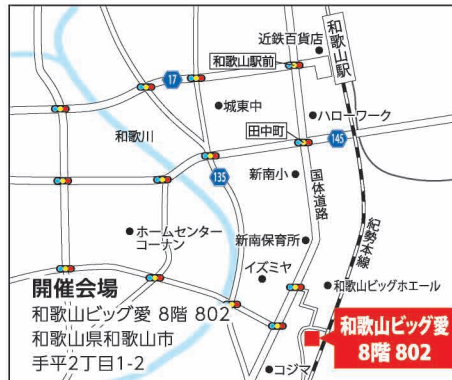 近鉄百貨店
和歌山駅
和歌山駅前
17
城東中
ハローワーク
和歌川
田中町
145
135
新南小
国体道路
ホームセンター
コーナン
新南保育所
紀勢本線
イズミヤ
和歌山ビッグホエール
開催会場
和歌山ビッグ愛 8階 802
和歌山県和歌山市
手平2丁目1-2
和歌山ビッグ愛
8階 802
コジマ